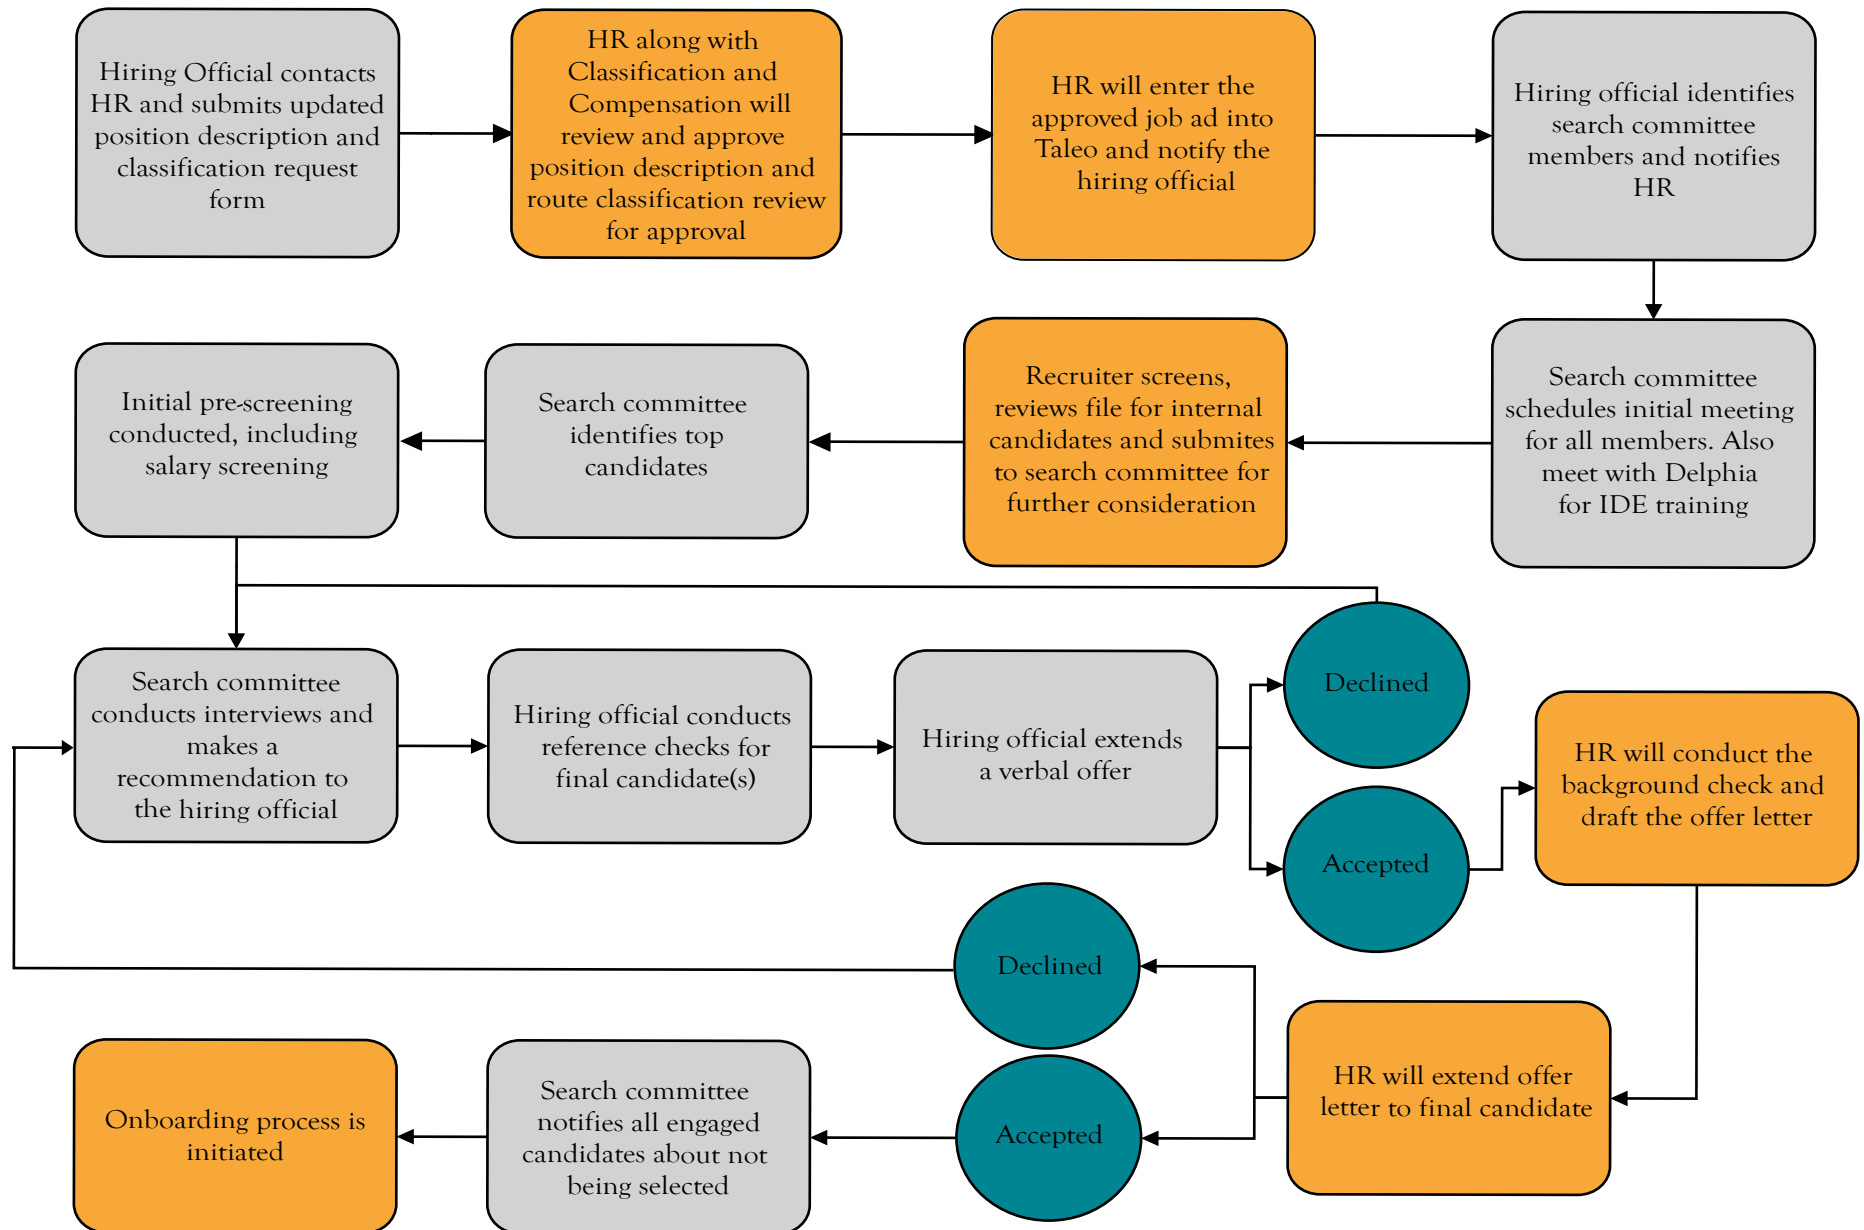 Hiring Official contacts
HR and submits updated
position description and
classification request
form
HR along with
Classification and
Compensation will
review and approve
position description and
route classification review
for approval
HR will enter the
approved job ad into
Taleo and notify the
hiring official
Hiring official identifies
search committee
members and notifies
HR
Search committee
schedules initial meeting
for all members. Also
meet with Delphia
for IDE training
Recruiter screens,
reviews file for internal
candidates and submites
to search committee for
further consideration
Search committee
identifies top
candidates
Initial pre-screening
conducted, including
salary screening
Search committee
conducts interviews and
makes a
recommendation to
the hiring official
Hiring official conducts
reference checks for
final candidate(s)
Hiring official extends
a verbal offer
Declined
Accepted
HR will conduct the
background check and
draft the offer letter
HR will extend offer
letter to final candidate
Declined
Accepted
Search committee
notifies all engaged
candidates about not
being selected
Onboarding process is
initiated